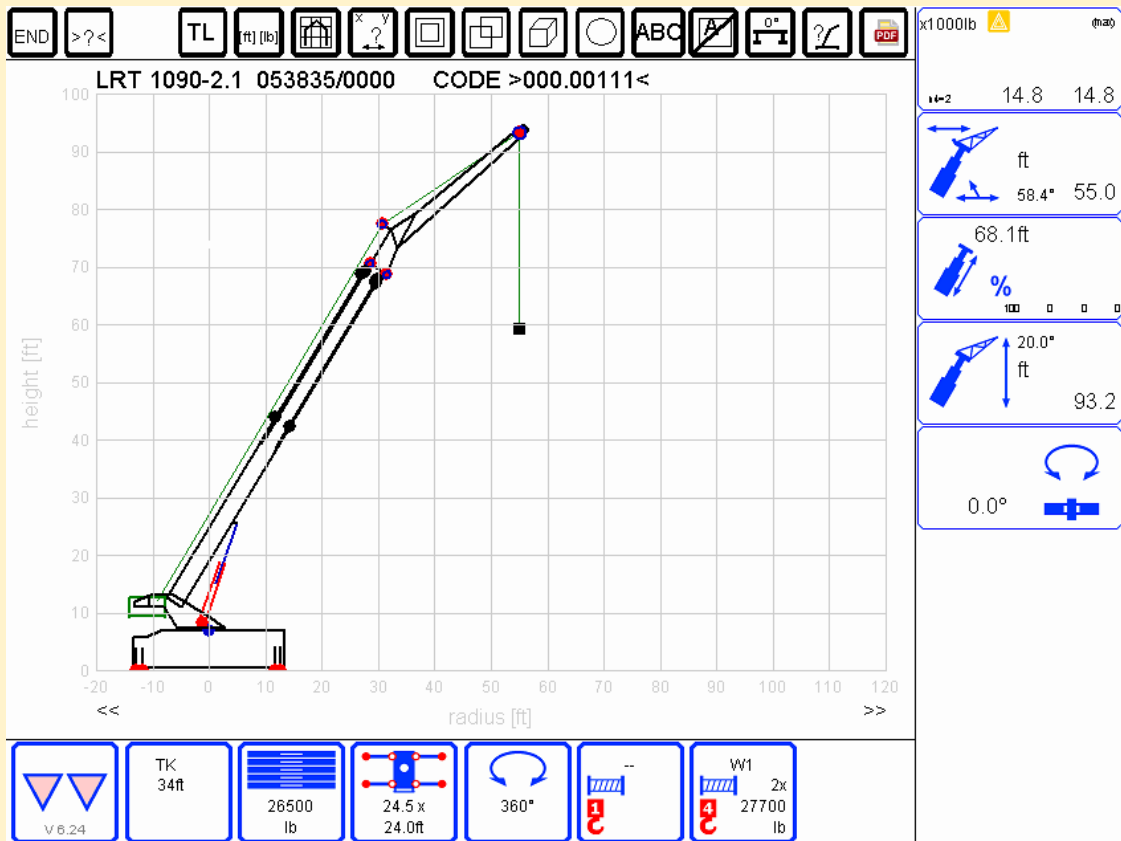 END >?< TL [ft] [lb] x y ? ABC A 0° ? PDF
LRT 1090-2.1 053835/0000 CODE >000.00111<
100
90
80
70
60
50
40
30
20
10
0
height [ft]
-20 -10 0 10 20 30 40 50 60 70 80 90 100 110 120
<< radius [ft] >>
x1000lb (max)
14.8 14.8
ft
58.4° 55.0
68.1ft
%
100 0 0 0
20.0°
ft
93.2
0.0°
V 6.24
TK
34ft
26500
lb
24.5 x
24.0ft
360°
--
1
W1
2x
4 27700
lb